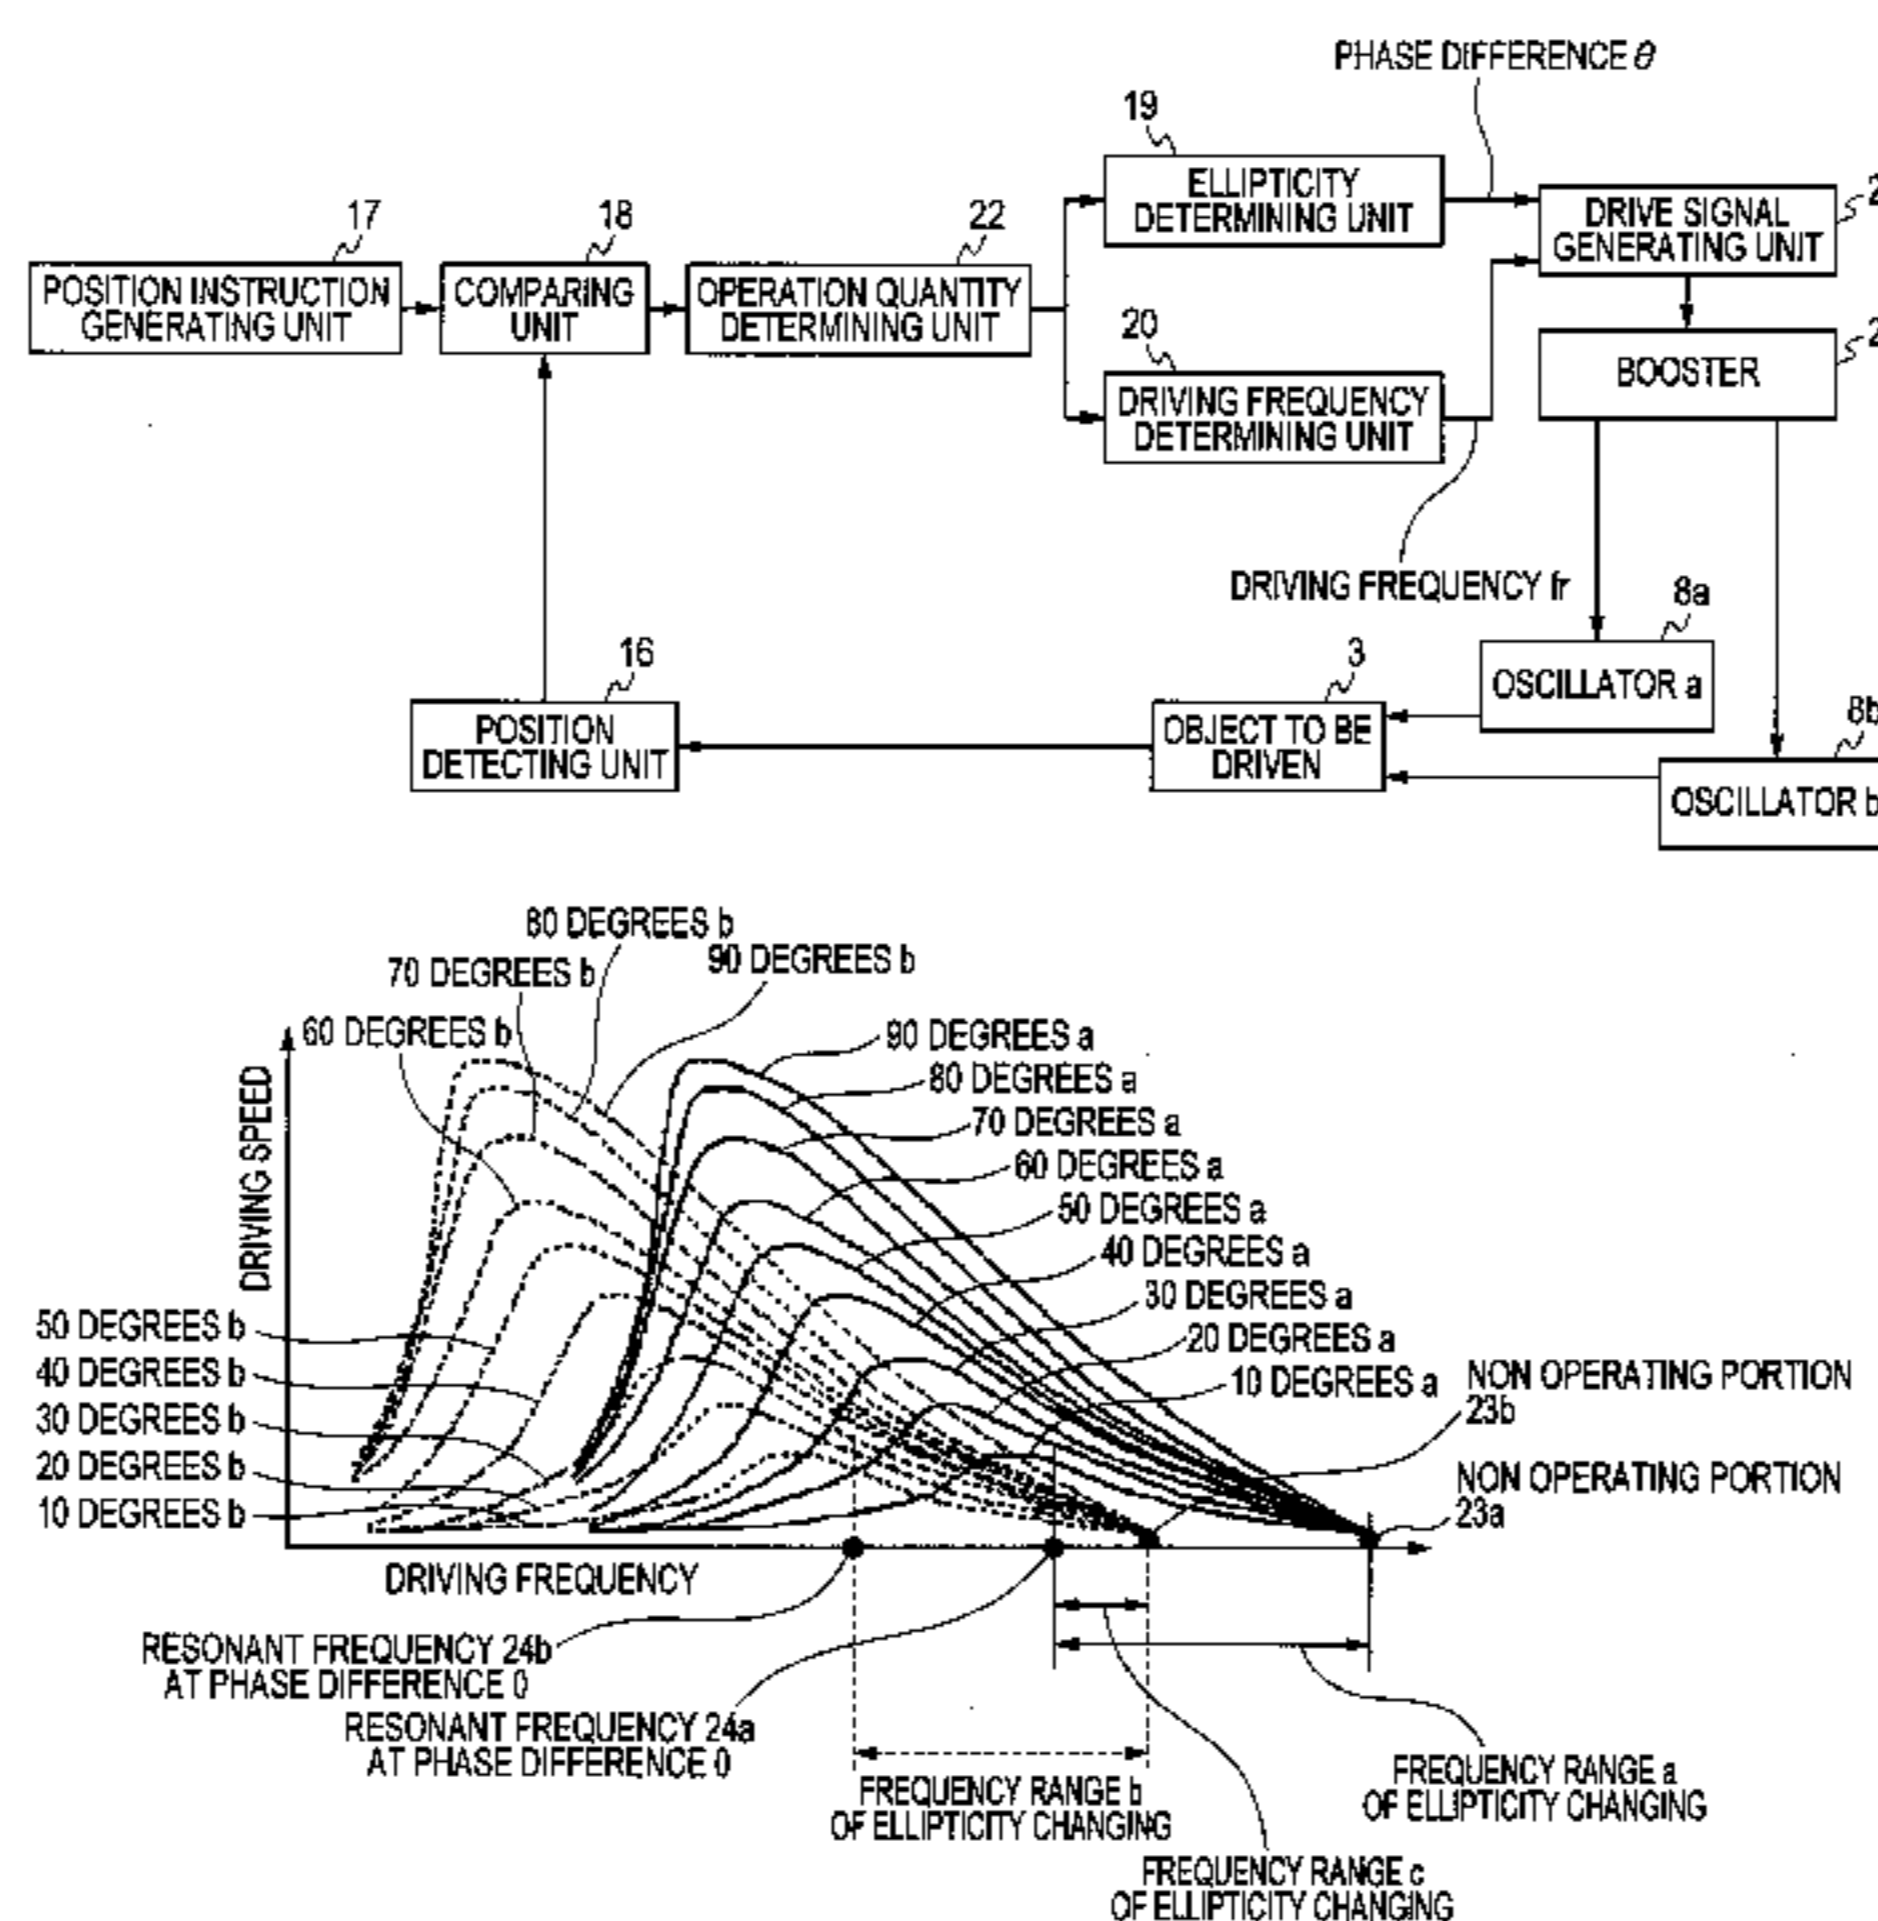 PHASE DIFFERENCE θ
19
ELLIPTICITY
DETERMINING UNIT
17
18
22
DRIVE SIGNAL
GENERATING UNIT
POSITION INSTRUCTION
GENERATING UNIT
COMPARING
UNIT
OPERATION QUANTITY
DETERMINING UNIT
20
BOOSTER
DRIVING FREQUENCY
DETERMINING UNIT
DRIVING FREQUENCY fr
8a
16
3
OSCILLATOR a
8b
POSITION
DETECTING UNIT
OBJECT TO BE
DRIVEN
OSCILLATOR b
80 DEGREES b
90 DEGREES b
70 DEGREES b
60 DEGREES b
90 DEGREES a
80 DEGREES a
70 DEGREES a
60 DEGREES a
50 DEGREES a
40 DEGREES a
30 DEGREES a
20 DEGREES a
10 DEGREES a
DRIVING SPEED
50 DEGREES b
40 DEGREES b
30 DEGREES b
20 DEGREES b
10 DEGREES b
NON OPERATING PORTION
23b
NON OPERATING PORTION
23a
DRIVING FREQUENCY
RESONANT FREQUENCY 24b
AT PHASE DIFFERENCE 0
RESONANT FREQUENCY 24a
AT PHASE DIFFERENCE 0
FREQUENCY RANGE b
OF ELLIPTICITY CHANGING
FREQUENCY RANGE a
OF ELLIPTICITY CHANGING
FREQUENCY RANGE c
OF ELLIPTICITY CHANGING